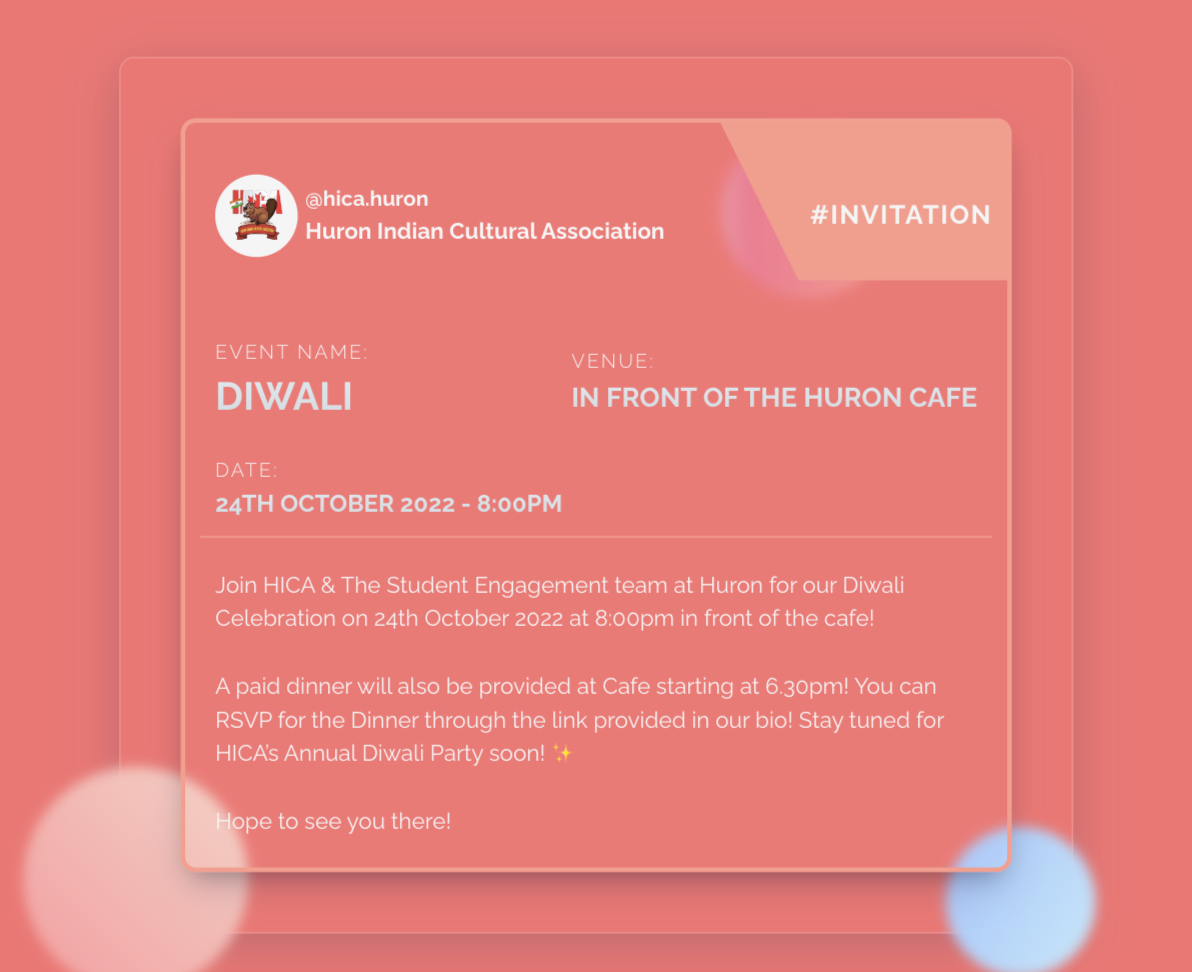 @hica.huron
Huron Indian Cultural Association
#INVITATION
EVENT NAME:
DIWALI
VENUE:
IN FRONT OF THE HURON CAFE
DATE:
24TH OCTOBER 2022 - 8:00PM
Join HICA & The Student Engagement team at Huron for our Diwali
Celebration on 24th October 2022 at 8:00pm in front of the cafe!
A paid dinner will also be provided at Cafe starting at 6.30pm! You can
RSVP for the Dinner through the link provided in our bio! Stay tuned for
HICA's Annual Diwali Party soon! ✨
Hope to see you there!